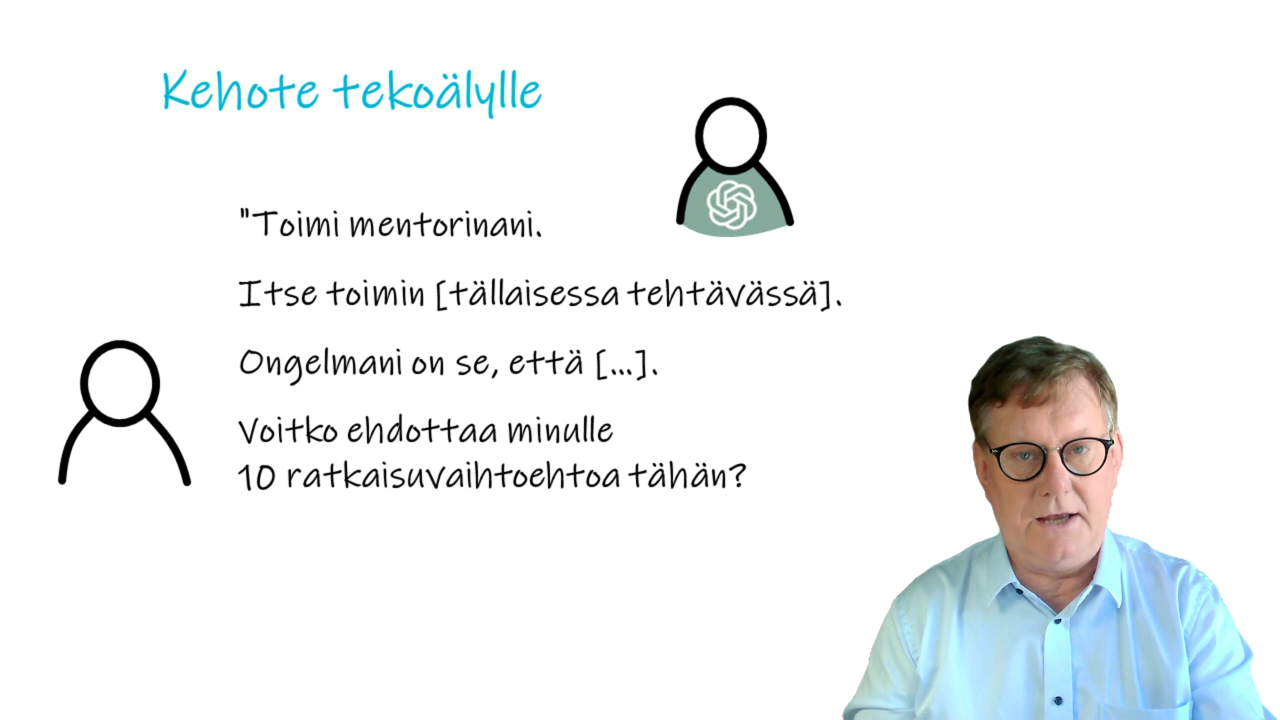 Kehote tekoälylle
"Toimi mentorinani.
Itse toimin [tällaisessa tehtävässä].
Ongelmani on se, että [...].
Voitko ehdottaa minulle
10 ratkaisuvaihtoehtoa tähän?